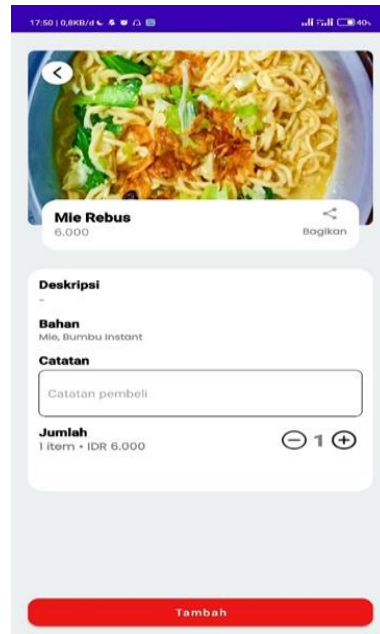 17:50 | 0,8KB/d
40%
Mie Rebus
6.000
Bagikan
Deskripsi
-
Bahan
Mie, Bumbu Instant
Catatan
Catatan pembeli
Jumlah
1 item • IDR 6.000
1
Tambah